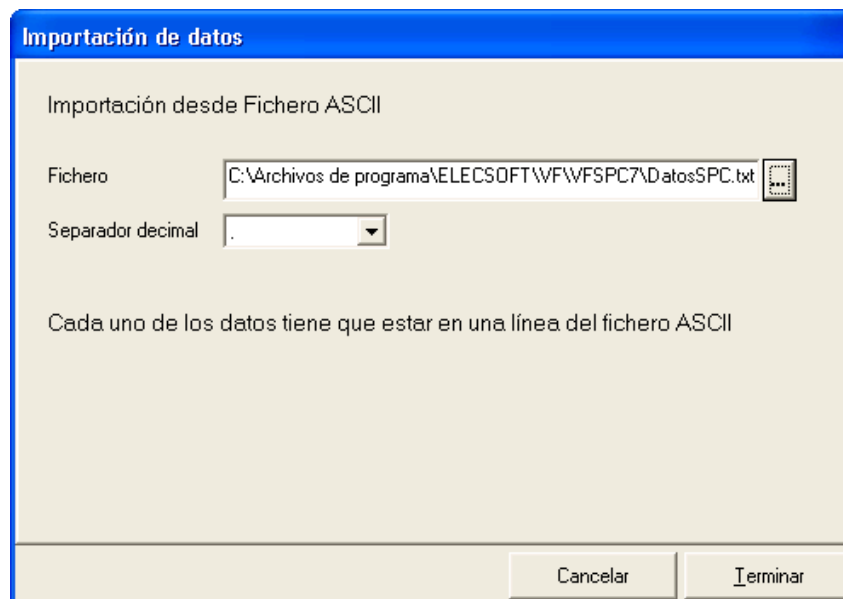 Importación de datos
Importación desde Fichero ASCII
Fichero C:\Archivos de programa\ELECSOFT\VF\VFSPC7\DatosSPC.txt ...
Separador decimal .
Cada uno de los datos tiene que estar en una línea del fichero ASCII
Cancelar Terminar